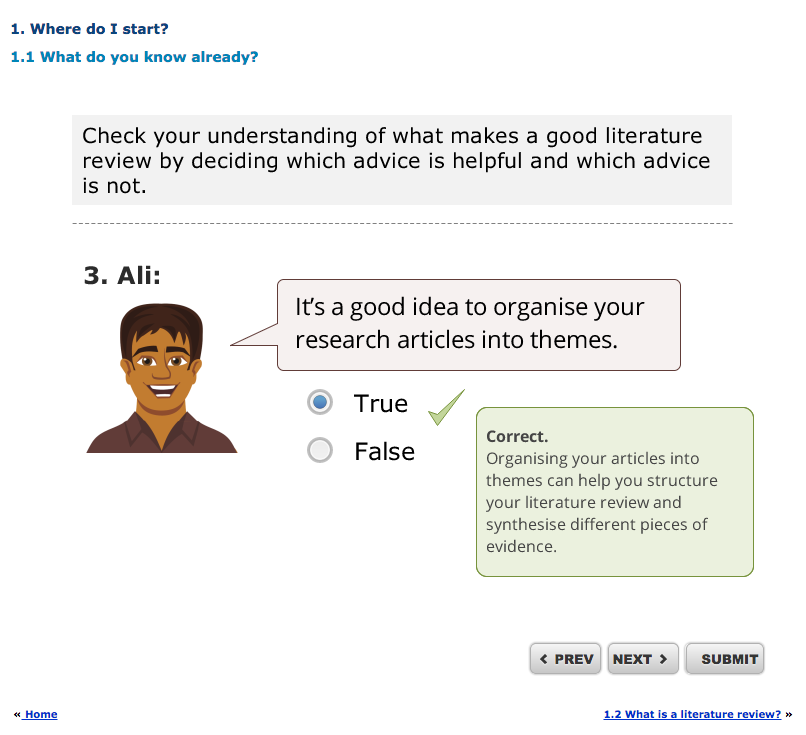 1. Where do I start?
1.1 What do you know already?
Check your understanding of what makes a good literature
review by deciding which advice is helpful and which advice
is not.
3. Ali:
It’s a good idea to organise your
research articles into themes.
True
False
Correct.
Organising your articles into
themes can help you structure
your literature review and
synthesise different pieces of
evidence.
< PREV NEXT > SUBMIT
« Home 1.2 What is a literature review? »